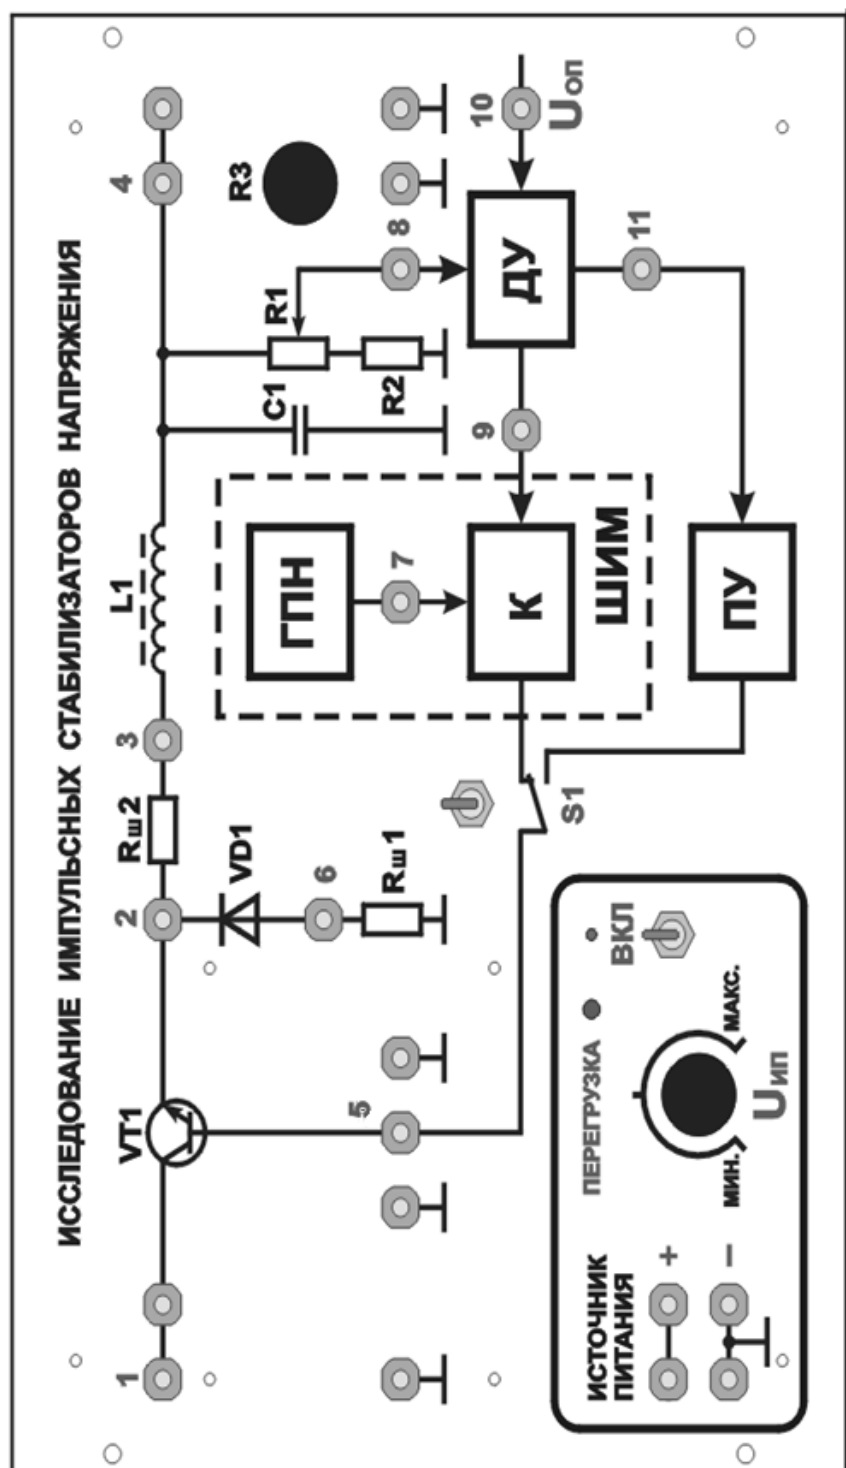 ИССЛЕДОВАНИЕ ИМПУЛЬСНЫХ СТАБИЛИЗАТОРОВ НАПРЯЖЕНИЯ
1
VT1
2
Rш2
3
L1
4
VD1
6
Rш1
C1
R1
R2
R3
5
ГПН
7
К
ШИМ
9
8
ДУ
10
Uоп
11
ПУ
S1
ИСТОЧНИК
ПИТАНИЯ
+
–
ПЕРЕГРУЗКА
ВКЛ
МИН.
МАКС.
Uип